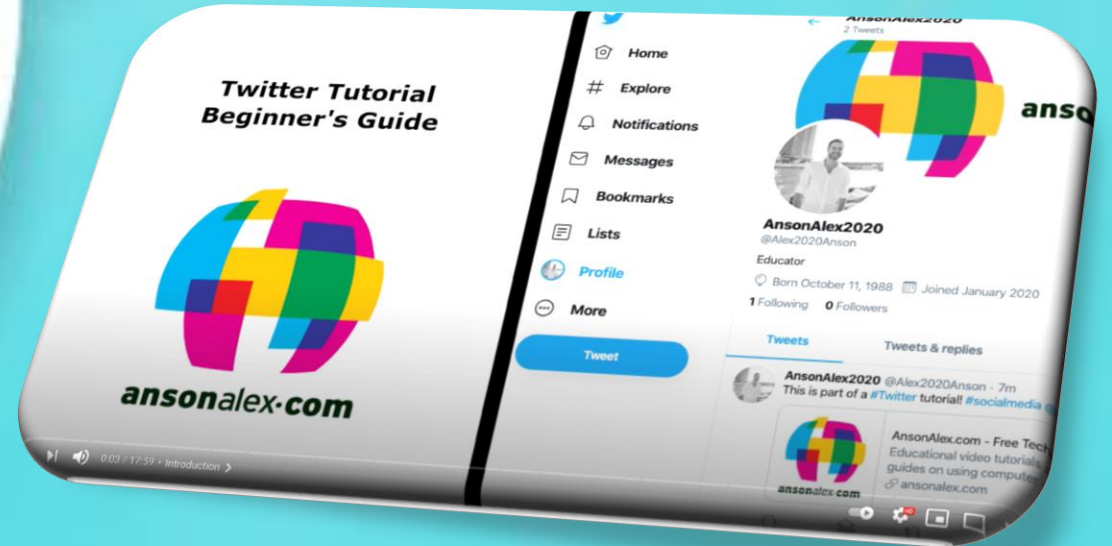 Twitter Tutorial
Beginner's Guide
ansonalex.com
0:03 / 17:59 • Introduction >
Home
# Explore
Notifications
Messages
Bookmarks
Lists
Profile
More
Tweet
AnsonAlex2020
2 Tweets
anso
AnsonAlex2020
@Alex2020Anson
Educator
Born October 11, 1988 Joined January 2020
1 Following 0 Followers
Tweets Tweets & replies
AnsonAlex2020 @Alex2020Anson · 7m
This is part of a #Twitter tutorial! #socialmedia
AnsonAlex.com - Free Tech
Educational video tutorials
guides on using compute
ansonalex.com
ansonalex.com
HD